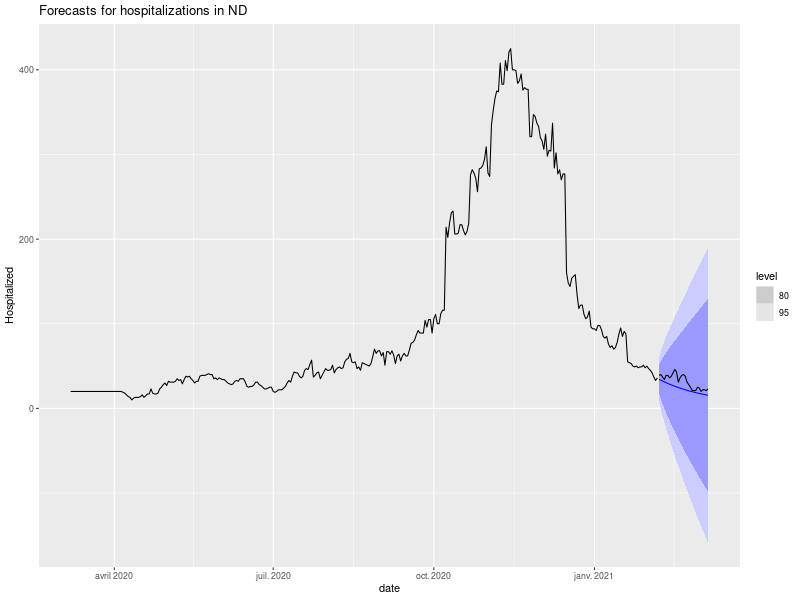 Forecasts for hospitalizations in ND
400
200
0
Hospitalized
avril 2020
juil. 2020
oct. 2020
janv. 2021
date
level
80
95